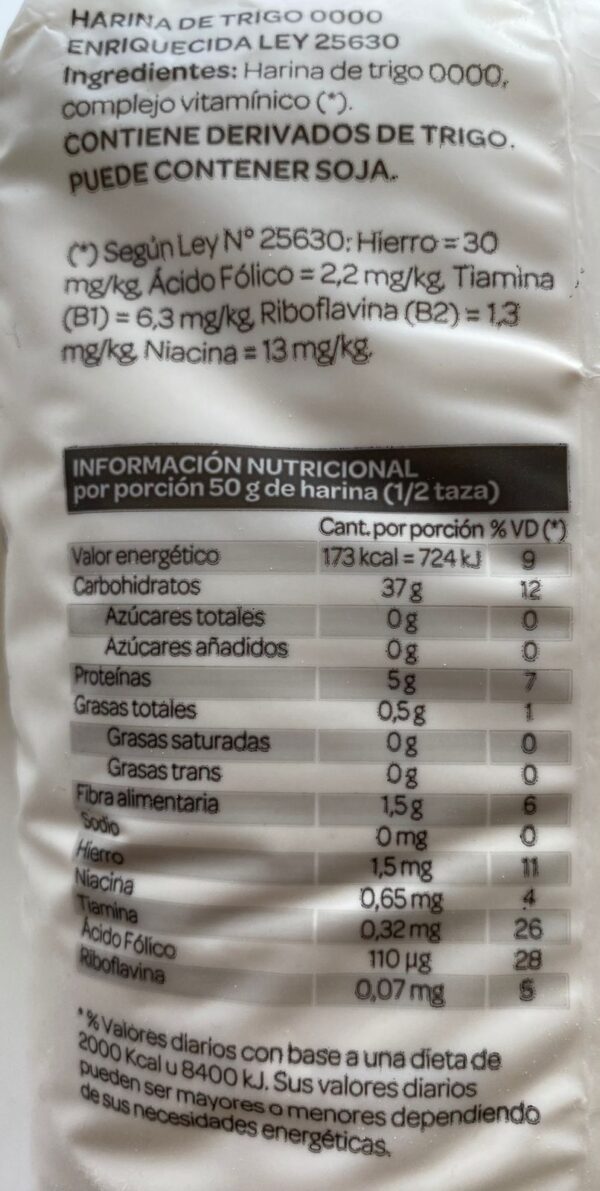 HARINA DE TRIGO 0000
ENRIQUECIDA LEY 25630
Ingredientes: Harina de trigo 0000,
complejo vitamínico (*).
CONTIENE DERIVADOS DE TRIGO.
PUEDE CONTENER SOJA.
(*) Según Ley Nº 25630: Hierro = 30
mg/kg, Ácido Fólico = 2,2 mg/kg, Tiamina
(B1) = 6,3 mg/kg, Riboflavina (B2) = 1,3
mg/kg, Niacina = 13 mg/kg.
INFORMACIÓN NUTRICIONAL
por porción 50 g de harina (1/2 taza)
Cant. por porción % VD (*)
Valor energético 173 kcal = 724 kJ 9
Carbohidratos 37 g 12
Azúcares totales 0 g 0
Azúcares añadidos 0 g 0
Proteínas 5 g 7
Grasas totales 0,5 g 1
Grasas saturadas 0 g 0
Grasas trans 0 g 0
Fibra alimentaria 1,5 g 6
Sodio 0 mg 0
Hierro 1,5 mg 11
Niacina 0,65 mg 4
Tiamina 0,32 mg 26
Ácido Fólico 110 µg 28
Riboflavina 0,07 mg 5
* % Valores diarios con base a una dieta de
2000 Kcal u 8400 kJ. Sus valores diarios
pueden ser mayores o menores dependiendo
de sus necesidades energéticas.